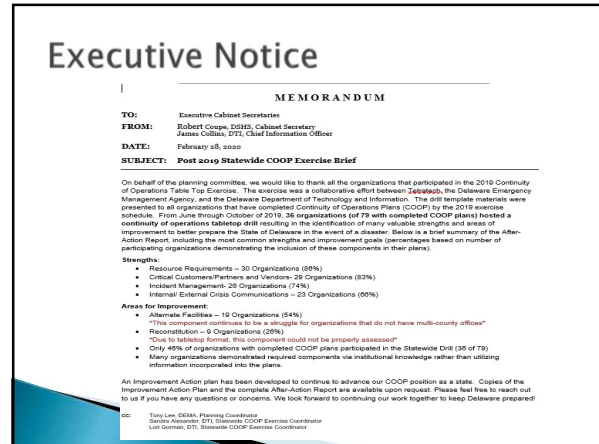 Executive Notice
MEMORANDUM
TO: Executive Cabinet Secretaries
FROM: Robert Coupe, DSHS, Cabinet Secretary
James Collins, DTI, Chief Information Officer
DATE: February 28, 2020
SUBJECT: Post 2019 Statewide COOP Exercise Brief
On behalf of the planning committee, we would like to thank all the organizations that participated in the 2019 Continuity
of Operations Table Top Exercise. The exercise was a collaborative effort between Tetratech, the Delaware Emergency
Management Agency, and the Delaware Department of Technology and Information. The drill template materials were
presented to all organizations that have completed Continuity of Operations Plans (COOP) by the 2019 exercise
schedule. From June through October of 2019, 36 organizations (of 79 with completed COOP plans) hosted a
continuity of operations tabletop drill resulting in the identification of many valuable strengths and areas of
improvement to better prepare the State of Delaware in the event of a disaster. Below is a brief summary of the After-
Action Report, including the most common strengths and improvement goals (percentages based on number of
participating organizations demonstrating the inclusion of these components in their plans).
Strengths:
• Resource Requirements – 30 Organizations (86%)
• Critical Customers/Partners and Vendors- 29 Organizations (83%)
• Incident Management- 26 Organizations (74%)
• Internal/ External Crisis Communications – 23 Organizations (66%)
Areas for Improvement:
• Alternate Facilities – 19 Organizations (54%)
"This component continues to be a struggle for organizations that do not have multi-county offices"
• Reconstitution – 9 Organizations (26%)
"Due to tabletop format, this component could not be properly assessed"
• Only 46% of organizations with completed COOP plans participated in the Statewide Drill (36 of 79)
• Many organizations demonstrated required components via institutional knowledge rather than utilizing
information incorporated into the plans.
An Improvement Action plan has been developed to continue to advance our COOP position as a state. Copies of the
Improvement Action Plan and the complete After-Action Report are available upon request. Please feel free to reach out
to us if you have any questions or concerns. We look forward to continuing our work together to keep Delaware prepared!
cc: Tony Lee, DEMA, Planning Coordinator
Sandra Alexander, DTI, Statewide COOP Exercise Coordinator
Lori Gorman, DTI, Statewide COOP Exercise Coordinator